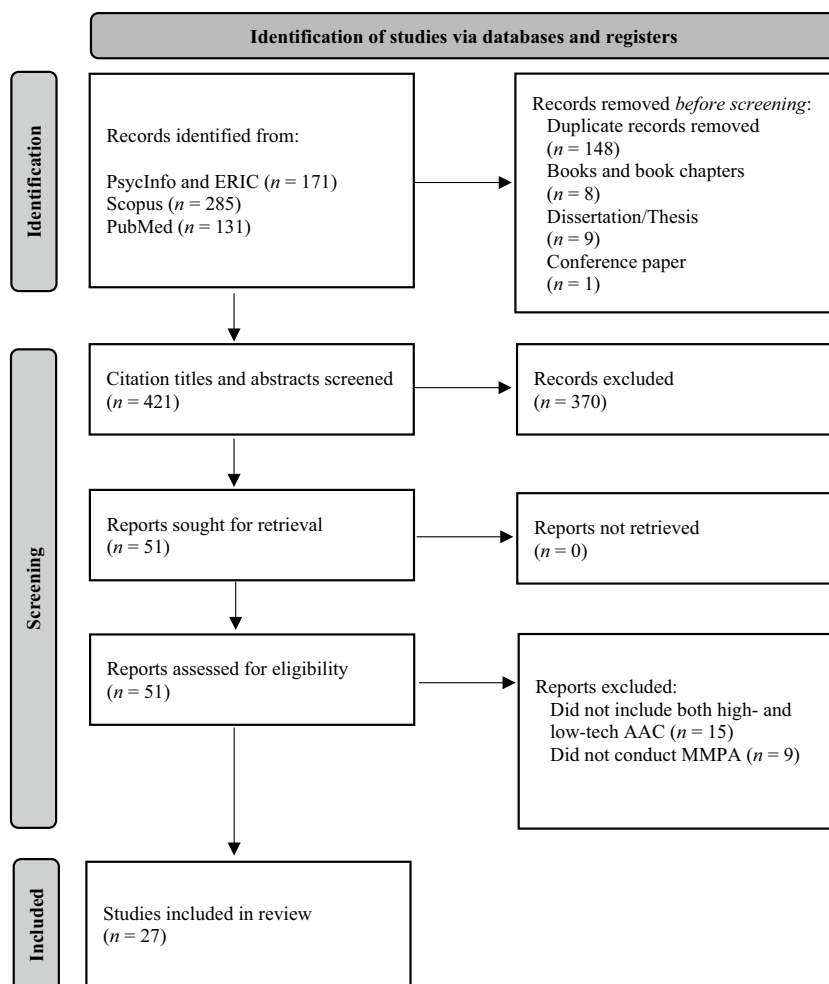 Identification of studies via databases and registers
Identification
Records identified from:
PsycInfo and ERIC (n = 171)
Scopus (n = 285)
PubMed (n = 131)
Records removed before screening:
Duplicate records removed
(n = 148)
Books and book chapters
(n = 8)
Dissertation/Thesis
(n = 9)
Conference paper
(n = 1)
Screening
Citation titles and abstracts screened
(n = 421)
Records excluded
(n = 370)
Reports sought for retrieval
(n = 51)
Reports not retrieved
(n = 0)
Reports assessed for eligibility
(n = 51)
Reports excluded:
Did not include both high- and
low-tech AAC (n = 15)
Did not conduct MMPA (n = 9)
Included
Studies included in review
(n = 27)